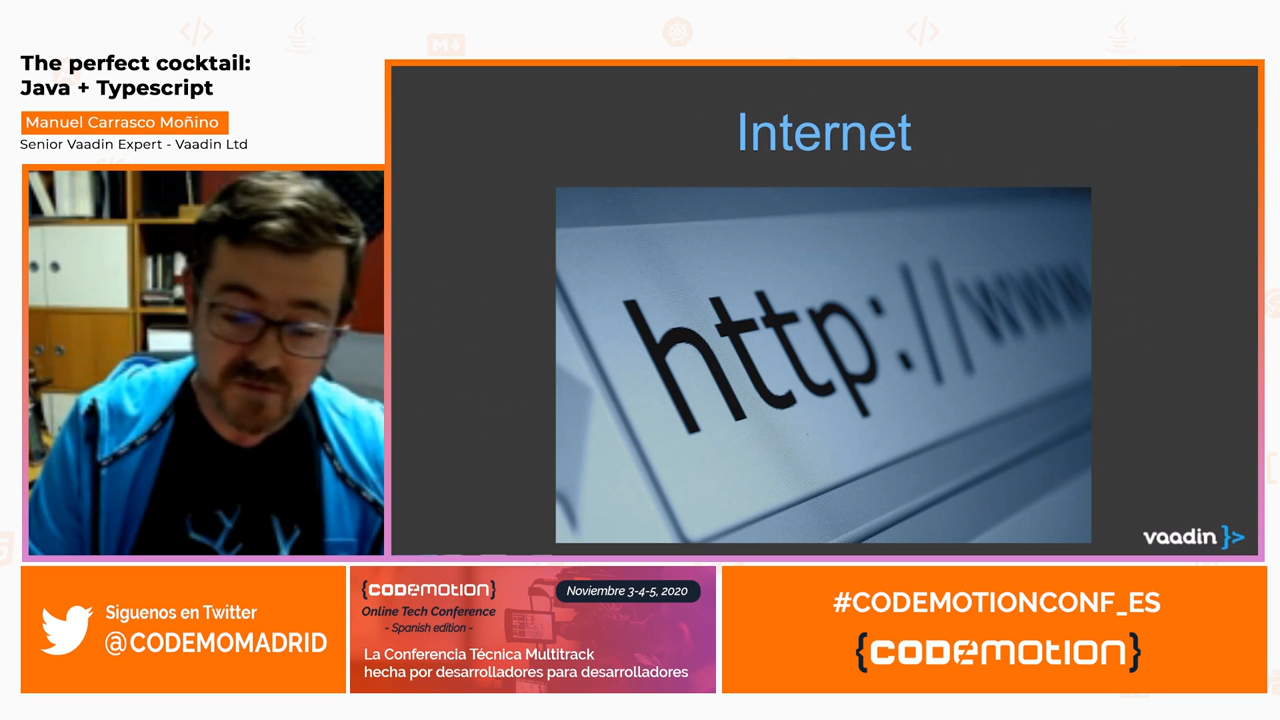 The perfect cocktail:
Java + Typescript
Manuel Carrasco Moñino
Senior Vaadin Expert - Vaadin Ltd
Internet
http://www
vaadin }>
Siguenos en Twitter
@CODEMOMADRID
{CODEMOTION}
Noviembre 3-4-5, 2020
Online Tech Conference
- Spanish edition -
La Conferencia Técnica Multitrack
hecha por desarrolladores para desarrolladores
#CODEMOTIONCONF_ES
{CODEMOTION}